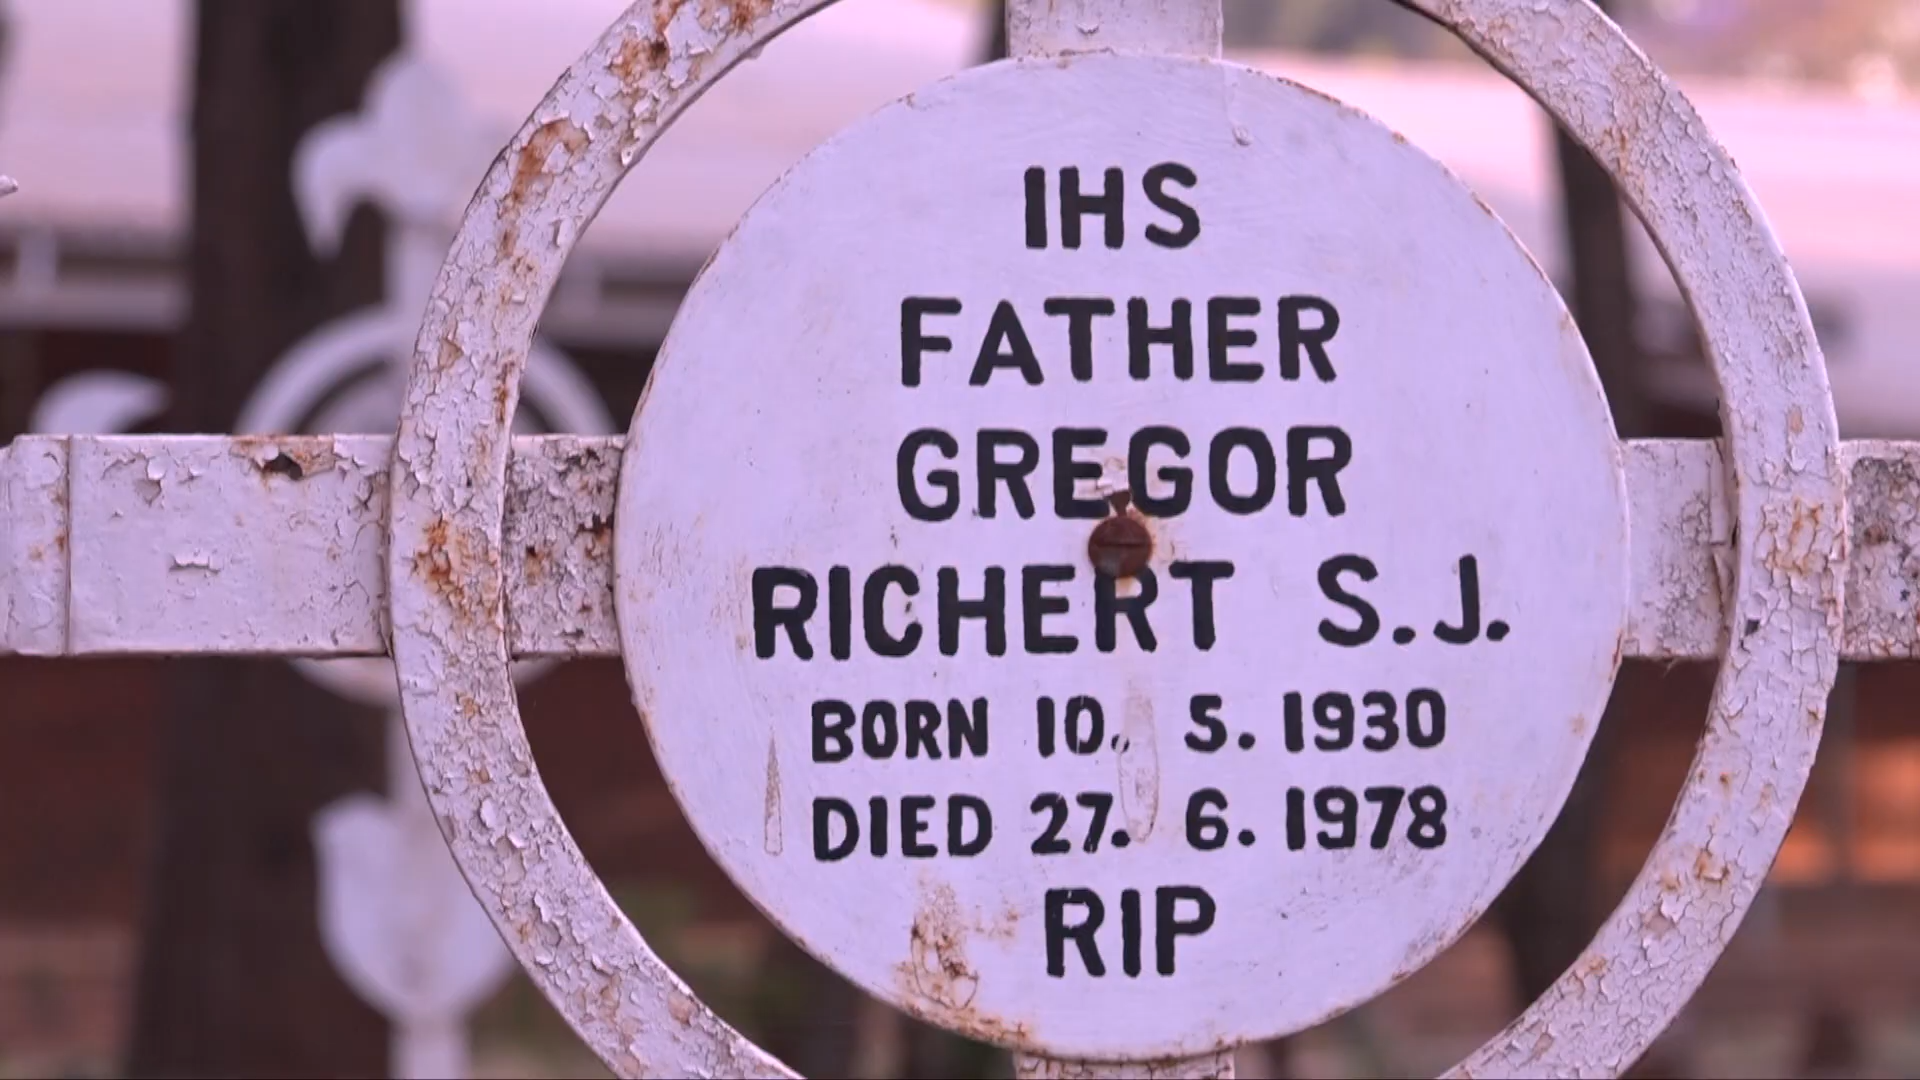 IHS
FATHER
GREGOR
RICHERT S.J.
BORN 10. 5. 1930
DIED 27. 6. 1978
RIP